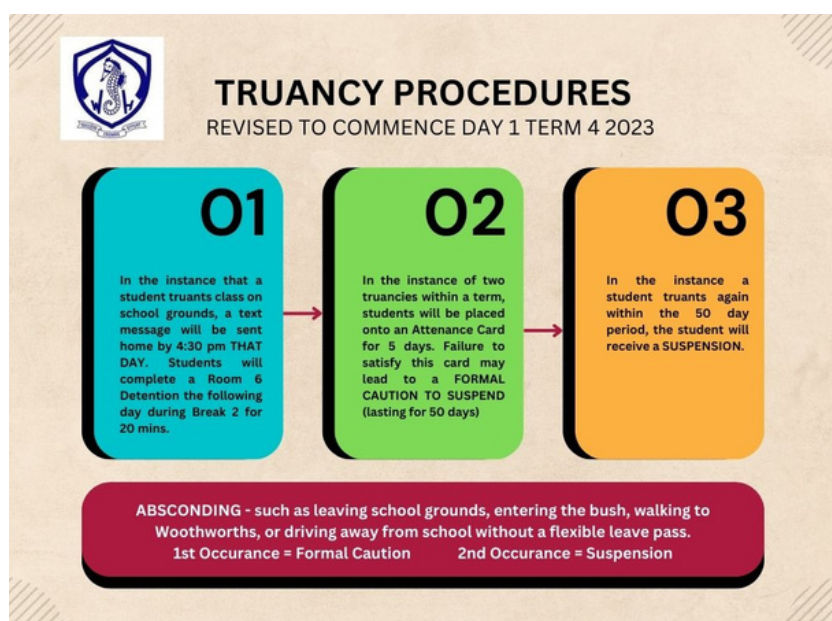 W H
TRUANCY PROCEDURES
REVISED TO COMMENCE DAY 1 TERM 4 2023
01
In the instance that a
student truants class on
school grounds, a text
message will be sent
home by 4:30 pm THAT
DAY. Students will
complete a Room 6
Detention the following
day during Break 2 for
20 mins.
02
In the instance of two
truancies within a term,
students will be placed
onto an Attenance Card
for 5 days. Failure to
satisfy this card may
lead to a FORMAL
CAUTION TO SUSPEND
(lasting for 50 days)
03
In the instance a
student truants again
within the 50 day
period, the student will
receive a SUSPENSION.
ABSCONDING - such as leaving school grounds, entering the bush, walking to
Woothworths, or driving away from school without a flexible leave pass.
1st Occurance = Formal Caution 2nd Occurance = Suspension